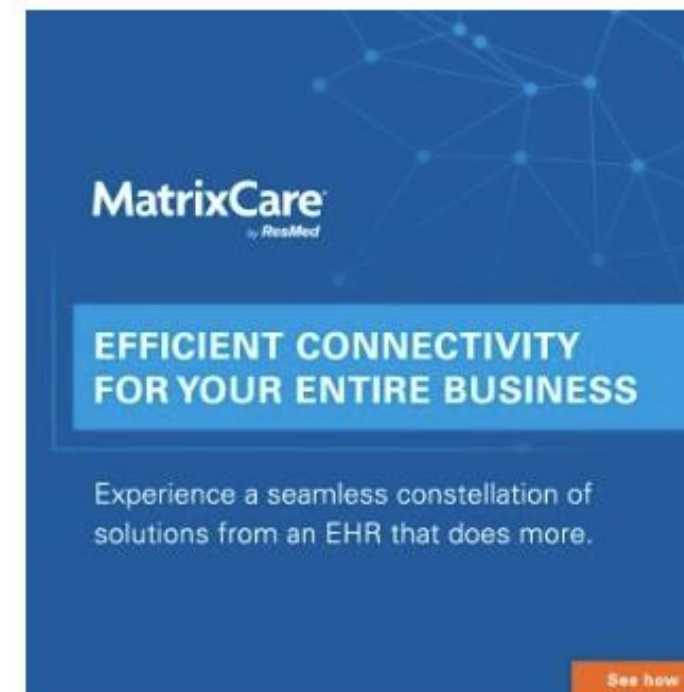 MatrixCare
by ResMed
EFFICIENT CONNECTIVITY
FOR YOUR ENTIRE BUSINESS
Experience a seamless constellation of
solutions from an EHR that does more.
See how